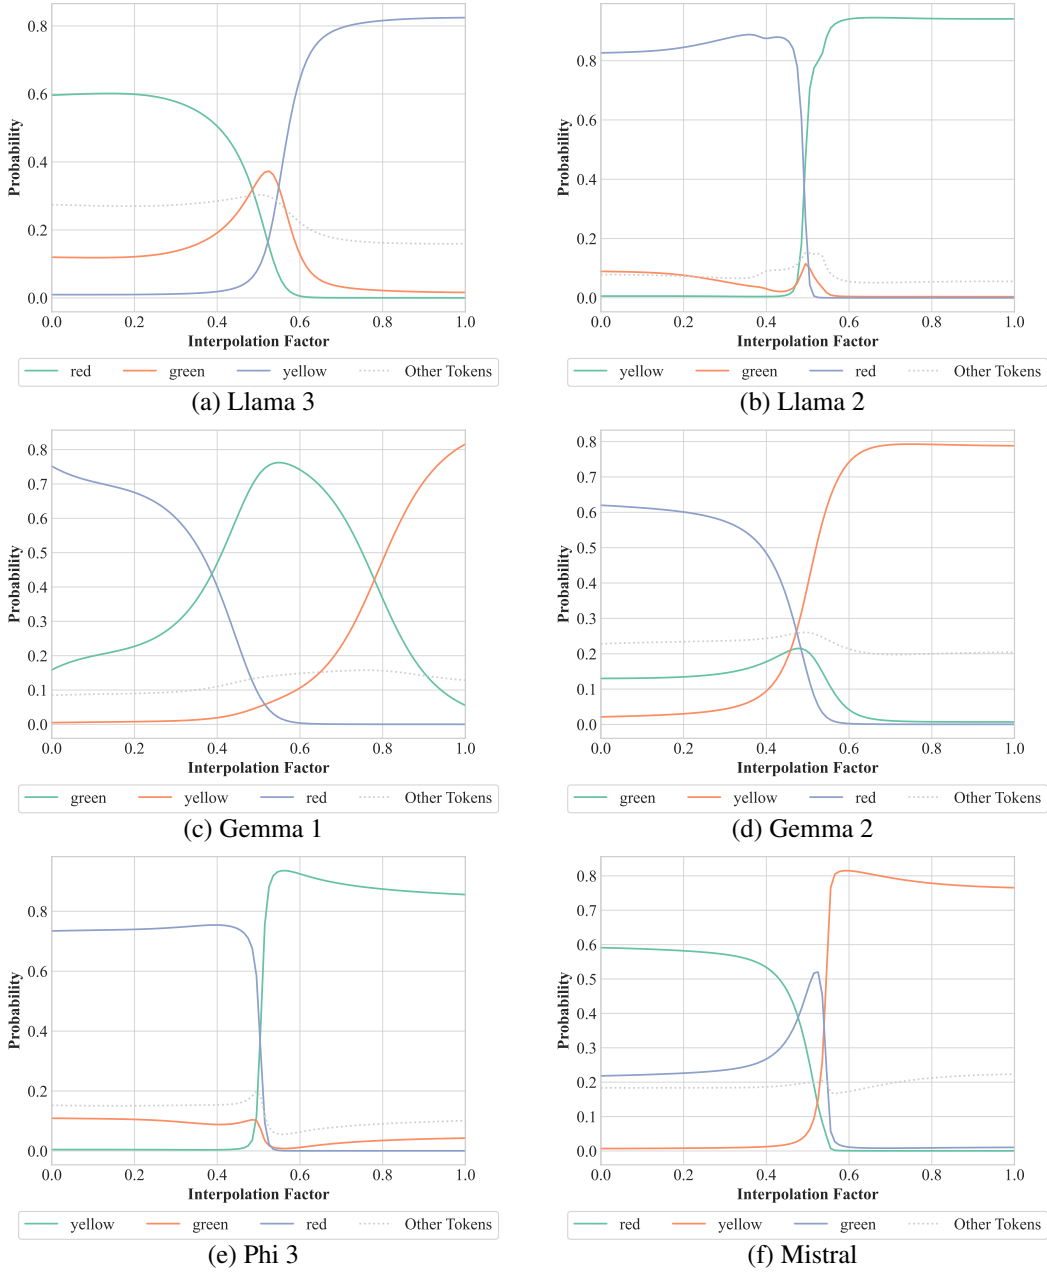 0.8
0.6
0.4
0.2
0.0
Probability
0.0 0.2 0.4 0.6 0.8 1.0
Interpolation Factor
red green yellow Other Tokens
(a) Llama 3
0.8
0.6
0.4
0.2
0.0
Probability
0.0 0.2 0.4 0.6 0.8 1.0
Interpolation Factor
yellow green red Other Tokens
(b) Llama 2
0.8
0.7
0.6
0.5
0.4
0.3
0.2
0.1
0.0
Probability
0.0 0.2 0.4 0.6 0.8 1.0
Interpolation Factor
green yellow red Other Tokens
(c) Gemma 1
0.8
0.7
0.6
0.5
0.4
0.3
0.2
0.1
0.0
Probability
0.0 0.2 0.4 0.6 0.8 1.0
Interpolation Factor
green yellow red Other Tokens
(d) Gemma 2
0.8
0.6
0.4
0.2
0.0
Probability
0.0 0.2 0.4 0.6 0.8 1.0
Interpolation Factor
yellow green red Other Tokens
(e) Phi 3
0.8
0.7
0.6
0.5
0.4
0.3
0.2
0.1
0.0
Probability
0.0 0.2 0.4 0.6 0.8 1.0
Interpolation Factor
red yellow green Other Tokens
(f) Mistral